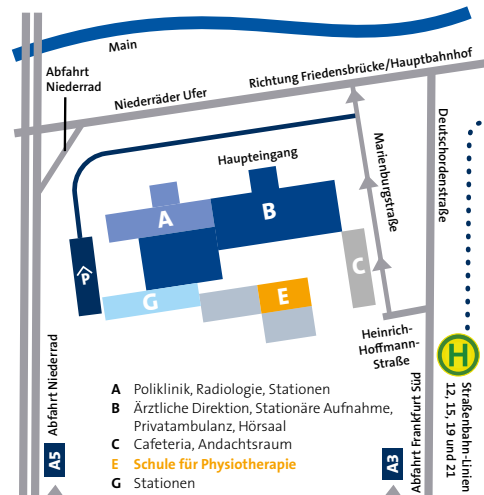 Main
Abfahrt
Niederrad
Richtung Friedensbrücke/Hauptbahnhof
Niederräder Ufer
Haupteingang
Marienburgstraße
Deutschordenstraße
A
B
C
P
G
E
Heinrich-
Hoffmann-
Straße
H
Straßenbahn-Linien
12, 15, 19 und 21
Abfahrt Niederrad
A5
Abfahrt Frankfurt Süd
A3
A Poliklinik, Radiologie, Stationen
B Ärztliche Direktion, Stationäre Aufnahme,
Privatambulanz, Hörsaal
C Cafeteria, Andachtsraum
E Schule für Physiotherapie
G Stationen